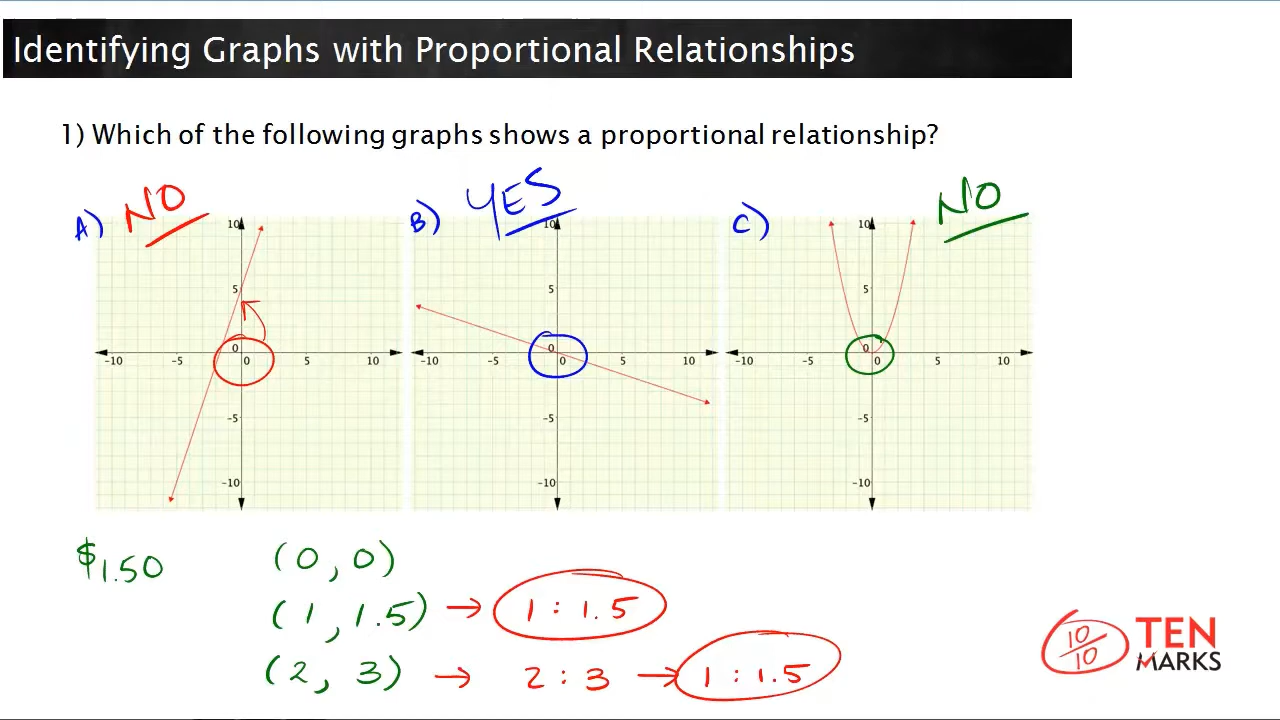 Identifying Graphs with Proportional Relationships
1) Which of the following graphs shows a proportional relationship?
A) NO
B) YES
C) NO
10 5 0 -10 -5 0 5 10 -5 -10
10 5 0 -10 -5 0 5 10 -5 -10
10 5 0 -10 -5 0 5 10 -5 -10
$1.50 (0, 0)
(1, 1.5) → 1 : 1.5
(2, 3) → 2 : 3 → 1 : 1.5
10/10 TEN
MARKS